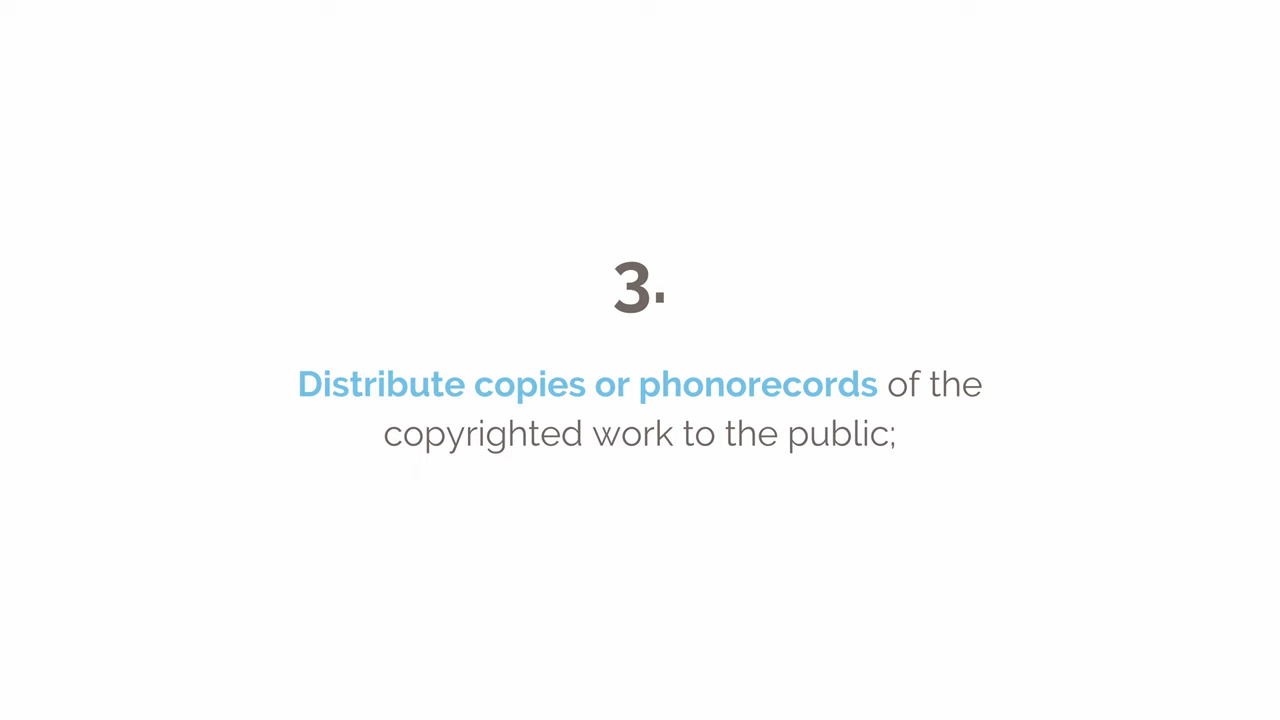 3.
Distribute copies or phonorecords of the
copyrighted work to the public;